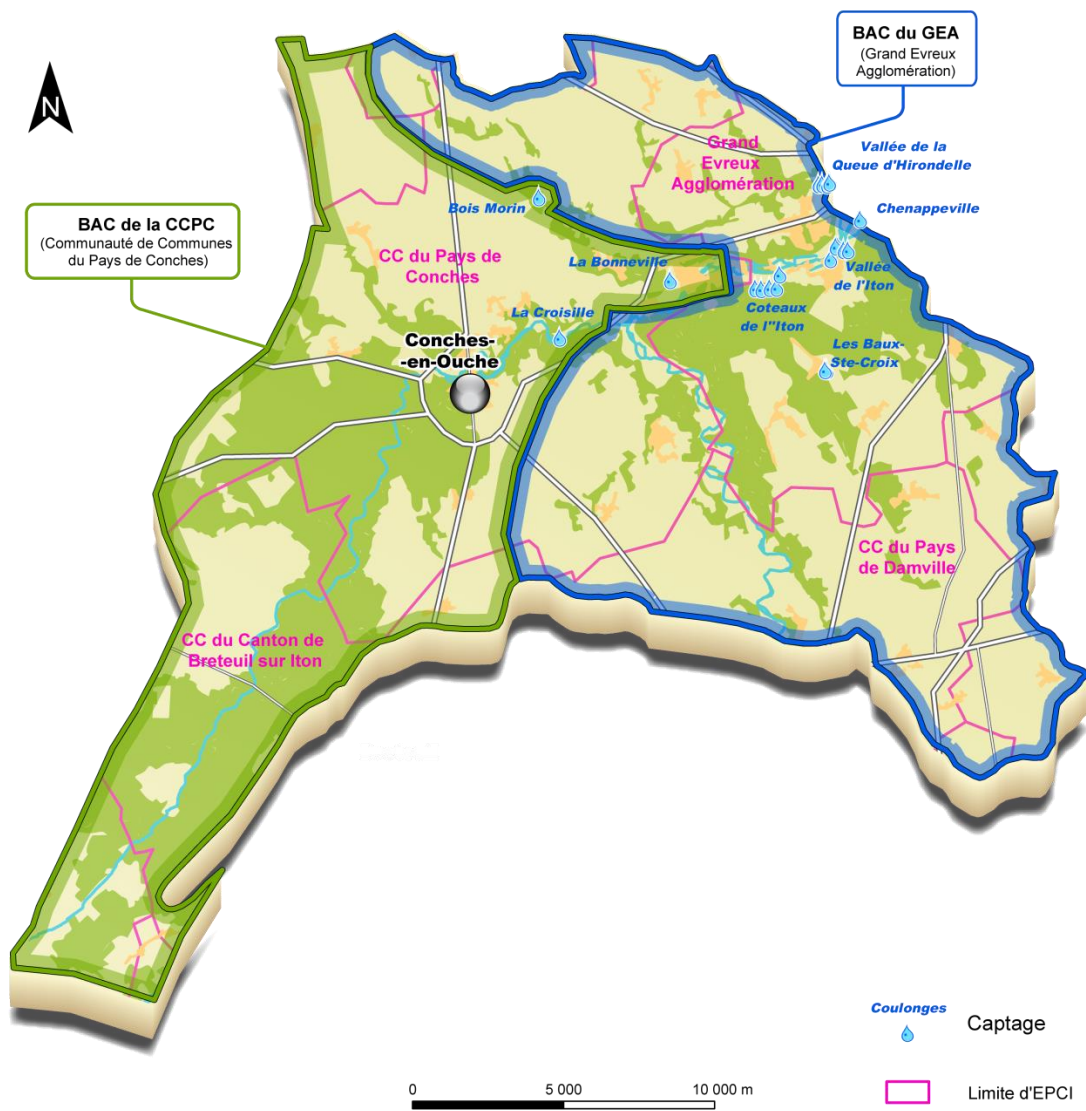 BAC du GEA
(Grand Evreux
Agglomération)
N
Vallée de la
Queue d'Hirondelle
Grand
Evreux
Agglomération
Bois Morin
Chenappeville
BAC de la CCPC
(Communauté de Communes
du Pays de Conches)
CC du Pays de
Conches
La Bonneville
Vallée
de l'Iton
La Croisille
Coteaux
de l''Iton
Conches-
-en-Ouche
Les Baux-
Ste-Croix
CC du Pays
de Damville
CC du Canton de
Breteuil sur Iton
Coulonges
Captage
0 5 000 10 000 m
Limite d'EPCI